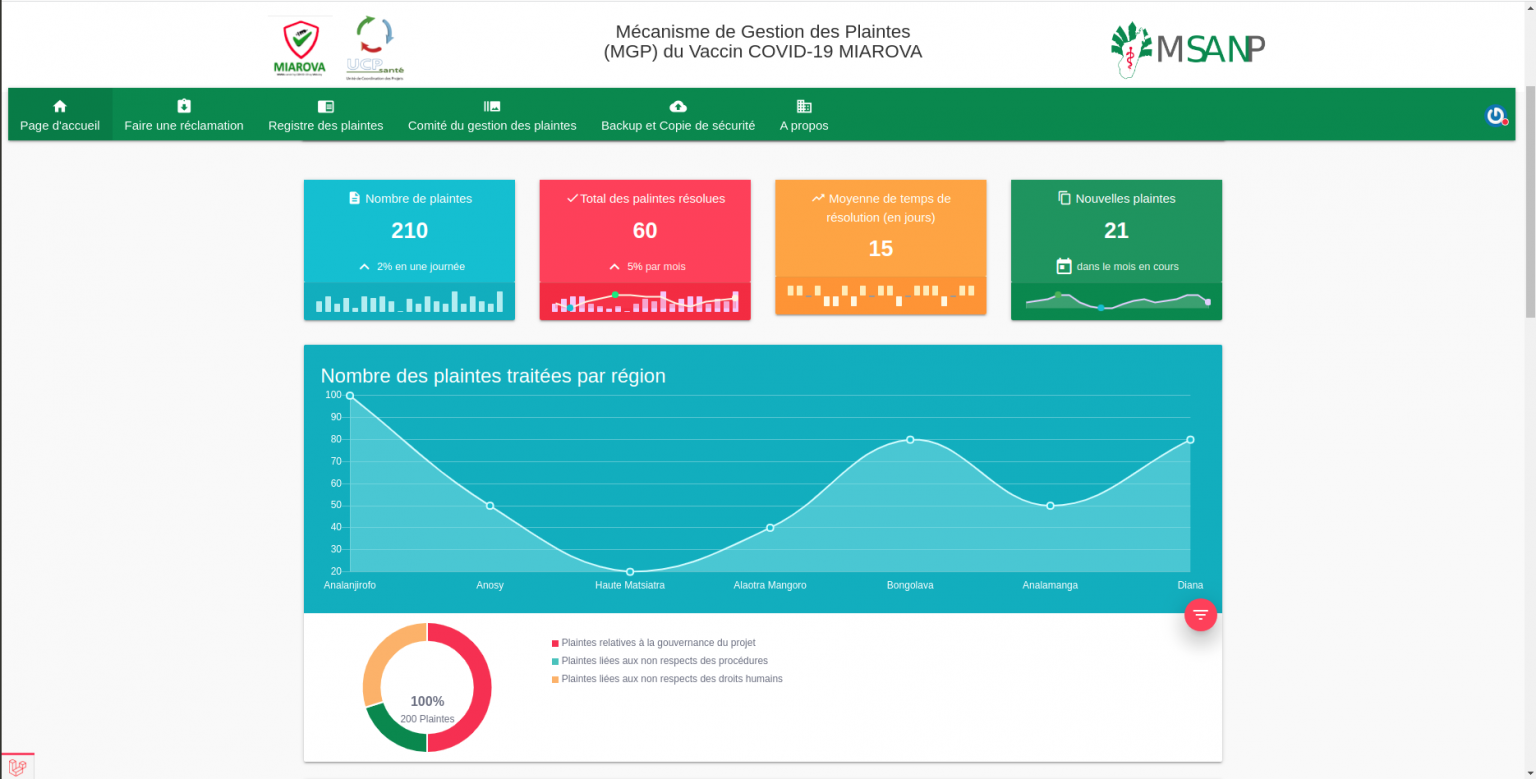 MIAROVA
UCP santé
Unité de Coordination des Projets
Mécanisme de Gestion des Plaintes
(MGP) du Vaccin COVID-19 MIAROVA
MSANP
Page d'accueil
Faire une réclamation
Registre des plaintes
Comité du gestion des plaintes
Backup et Copie de sécurité
A propos
Nombre de plaintes
210
2% en une journée
Total des palintes résolues
60
5% par mois
Moyenne de temps de
résolution (en jours)
15
Nouvelles plaintes
21
dans le mois en cours
Nombre des plaintes traitées par région
100
90
80
70
60
50
40
30
20
Analanjirofo
Anosy
Haute Matsiatra
Alaotra Mangoro
Bongolava
Analamanga
Diana
100%
200 Plaintes
Plaintes relatives à la gouvernance du projet
Plaintes liées aux non respects des procédures
Plaintes liées aux non respects des droits humains